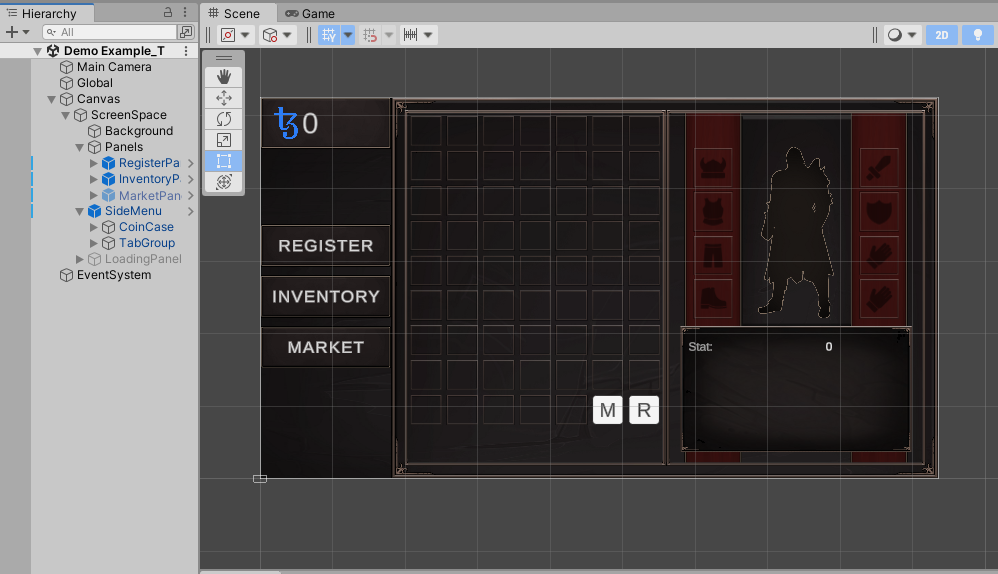 Hierarchy
Scene
Game
All
2D
Demo Example_T
Main Camera
Global
Canvas
ScreenSpace
Background
Panels
RegisterPa
InventoryP.
MarketPan
SideMenu
CoinCase
TabGroup
LoadingPanel
EventSystem
0
REGISTER
INVENTORY
MARKET
M R
Stat: 0